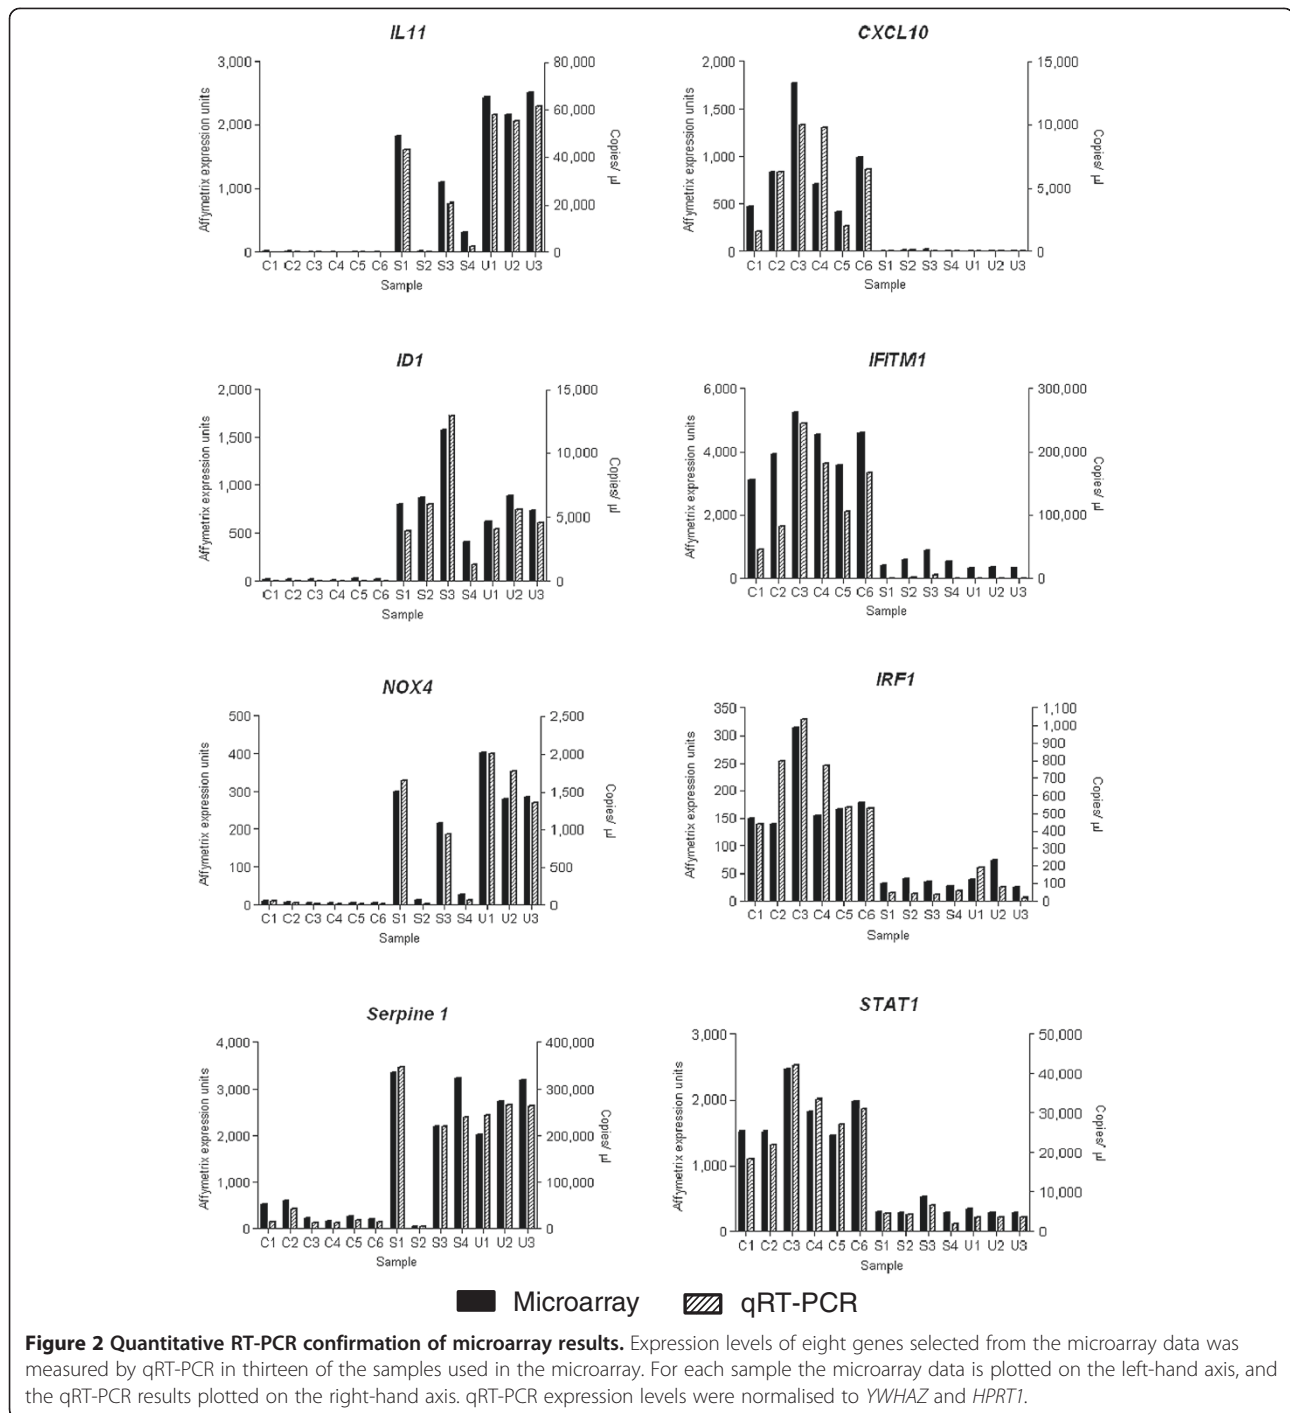 IL11
3,000
2,000
1,000
0
Affymetrix expression units
80,000
60,000
40,000
20,000
0
Copies/ µl
C1 C2 C3 C4 C5 C6 S1 S2 S3 S4 U1 U2 U3
Sample
CXCL10
2,000
1,500
1,000
500
0
Affymetrix expression units
15,000
10,000
5,000
0
Copies/ µl
C1 C2 C3 C4 C5 C6 S1 S2 S3 S4 U1 U2 U3
Sample
ID1
2,000
1,500
1,000
500
0
Affymetrix expression units
15,000
10,000
5,000
0
Copies/ µl
C1 C2 C3 C4 C5 C6 S1 S2 S3 S4 U1 U2 U3
Sample
IFITM1
6,000
4,000
2,000
0
Affymetrix expression units
300,000
200,000
100,000
0
Copies/ µl
C1 C2 C3 C4 C5 C6 S1 S2 S3 S4 U1 U2 U3
Sample
NOX4
500
400
300
200
100
0
Affymetrix expression units
2,500
2,000
1,500
1,000
500
0
Copies/ µl
C1 C2 C3 C4 C5 C6 S1 S2 S3 S4 U1 U2 U3
Sample
IRF1
350
300
250
200
150
100
50
0
Affymetrix expression units
1,100
1,000
900
800
700
600
500
400
300
200
100
0
Copies/ µl
C1 C2 C3 C4 C5 C6 S1 S2 S3 S4 U1 U2 U3
Sample
Serpine 1
4,000
3,000
2,000
1,000
0
Affymetrix expression units
400,000
300,000
200,000
100,000
0
Copies/ µl
C1 C2 C3 C4 C5 C6 S1 S2 S3 S4 U1 U2 U3
Sample
STAT1
3,000
2,000
1,000
0
Affymetrix expression units
50,000
40,000
30,000
20,000
10,000
0
Copies/ µl
C1 C2 C3 C4 C5 C6 S1 S2 S3 S4 U1 U2 U3
Sample
Microarray qRT-PCR
Figure 2 Quantitative RT-PCR confirmation of microarray results. Expression levels of eight genes selected from the microarray data was
measured by qRT-PCR in thirteen of the samples used in the microarray. For each sample the microarray data is plotted on the left-hand axis, and
the qRT-PCR results plotted on the right-hand axis. qRT-PCR expression levels were normalised to YWHAZ and HPRT1.